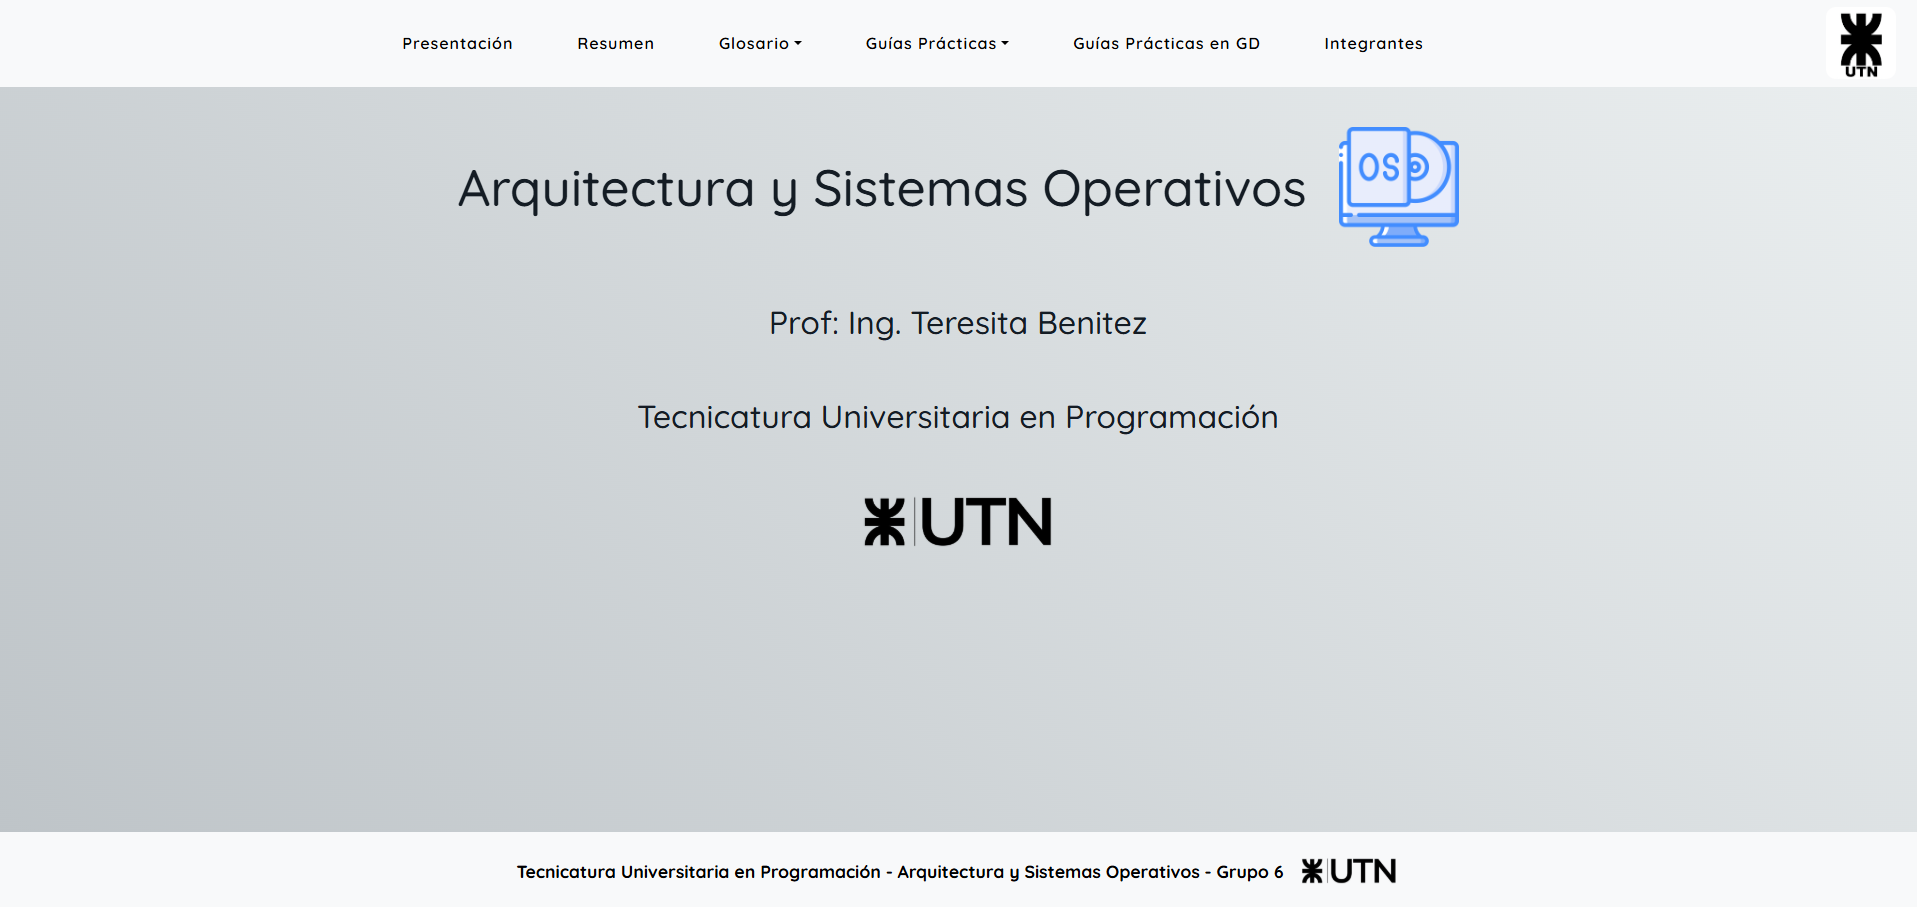 Presentación Resumen Glosario Guías Prácticas Guías Prácticas en GD Integrantes
UTN
OS
Arquitectura y Sistemas Operativos
Prof: Ing. Teresita Benitez
Tecnicatura Universitaria en Programación
UTN
Tecnicatura Universitaria en Programación - Arquitectura y Sistemas Operativos - Grupo 6 UTN